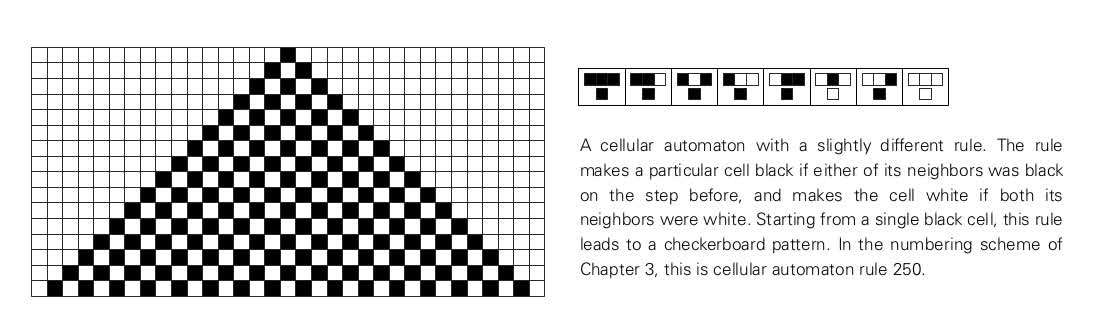 A cellular automaton with a slightly different rule. The rule
makes a particular cell black if either of its neighbors was black
on the step before, and makes the cell white if both its
neighbors were white. Starting from a single black cell, this rule
leads to a checkerboard pattern. In the numbering scheme of
Chapter 3, this is cellular automaton rule 250.